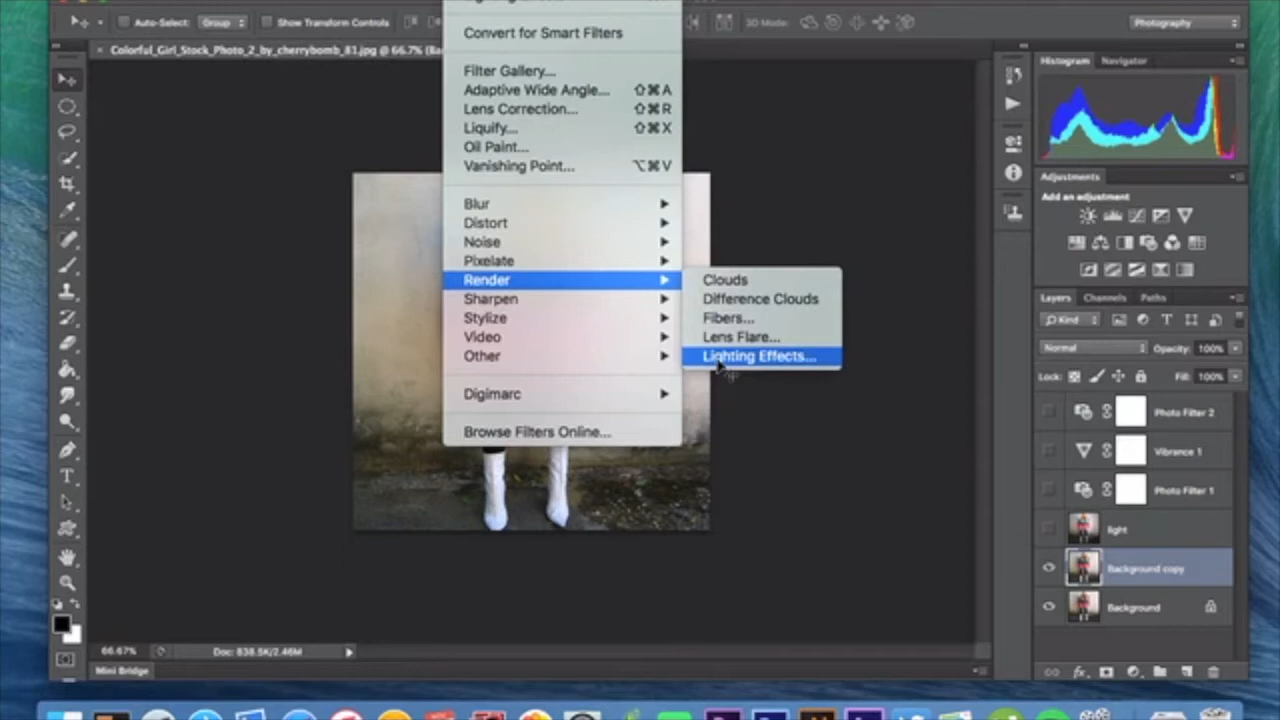 Auto-Select: Group Show Transform Controls 3D Mode: Photography
× Colorful_Girl_Stock_Photo_2_by_cherrybomb_81.jpg @ 66.7% (Ba
Convert for Smart Filters
Filter Gallery...
Adaptive Wide Angle... ⇧⌘A
Lens Correction... ⇧⌘R
Liquify... ⇧⌘X
Oil Paint...
Vanishing Point... ⌥⌘V
Blur
Distort
Noise
Pixelate
Render
Sharpen
Stylize
Video
Other
Digimarc
Browse Filters Online...
Clouds
Difference Clouds
Fibers...
Lens Flare...
Lighting Effects...
Histogram Navigator
Adjustments
Add an adjustment
Layers Channels Paths
Kind
Normal Opacity: 100%
Lock: Fill: 100%
Photo Filter 2
Vibrance 1
Photo Filter 1
light
Background copy
Background
66.67% Doc: 838.5K/2.46M
Mini Bridge